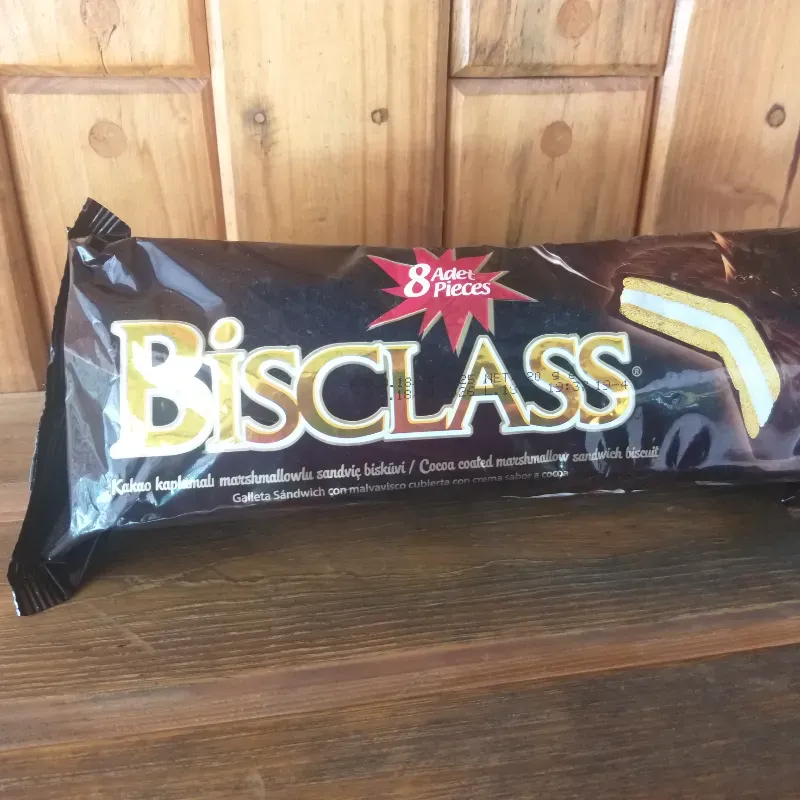 8 Adet
Pieces
BiSCLASS®
Kakao kaplamalı marshmallowlu sandviç bisküvi / Cocoa coated marshmallow sandwich biscuit
Galleta Sándwich con malvavisco cubierta con crema sabor a cocoa